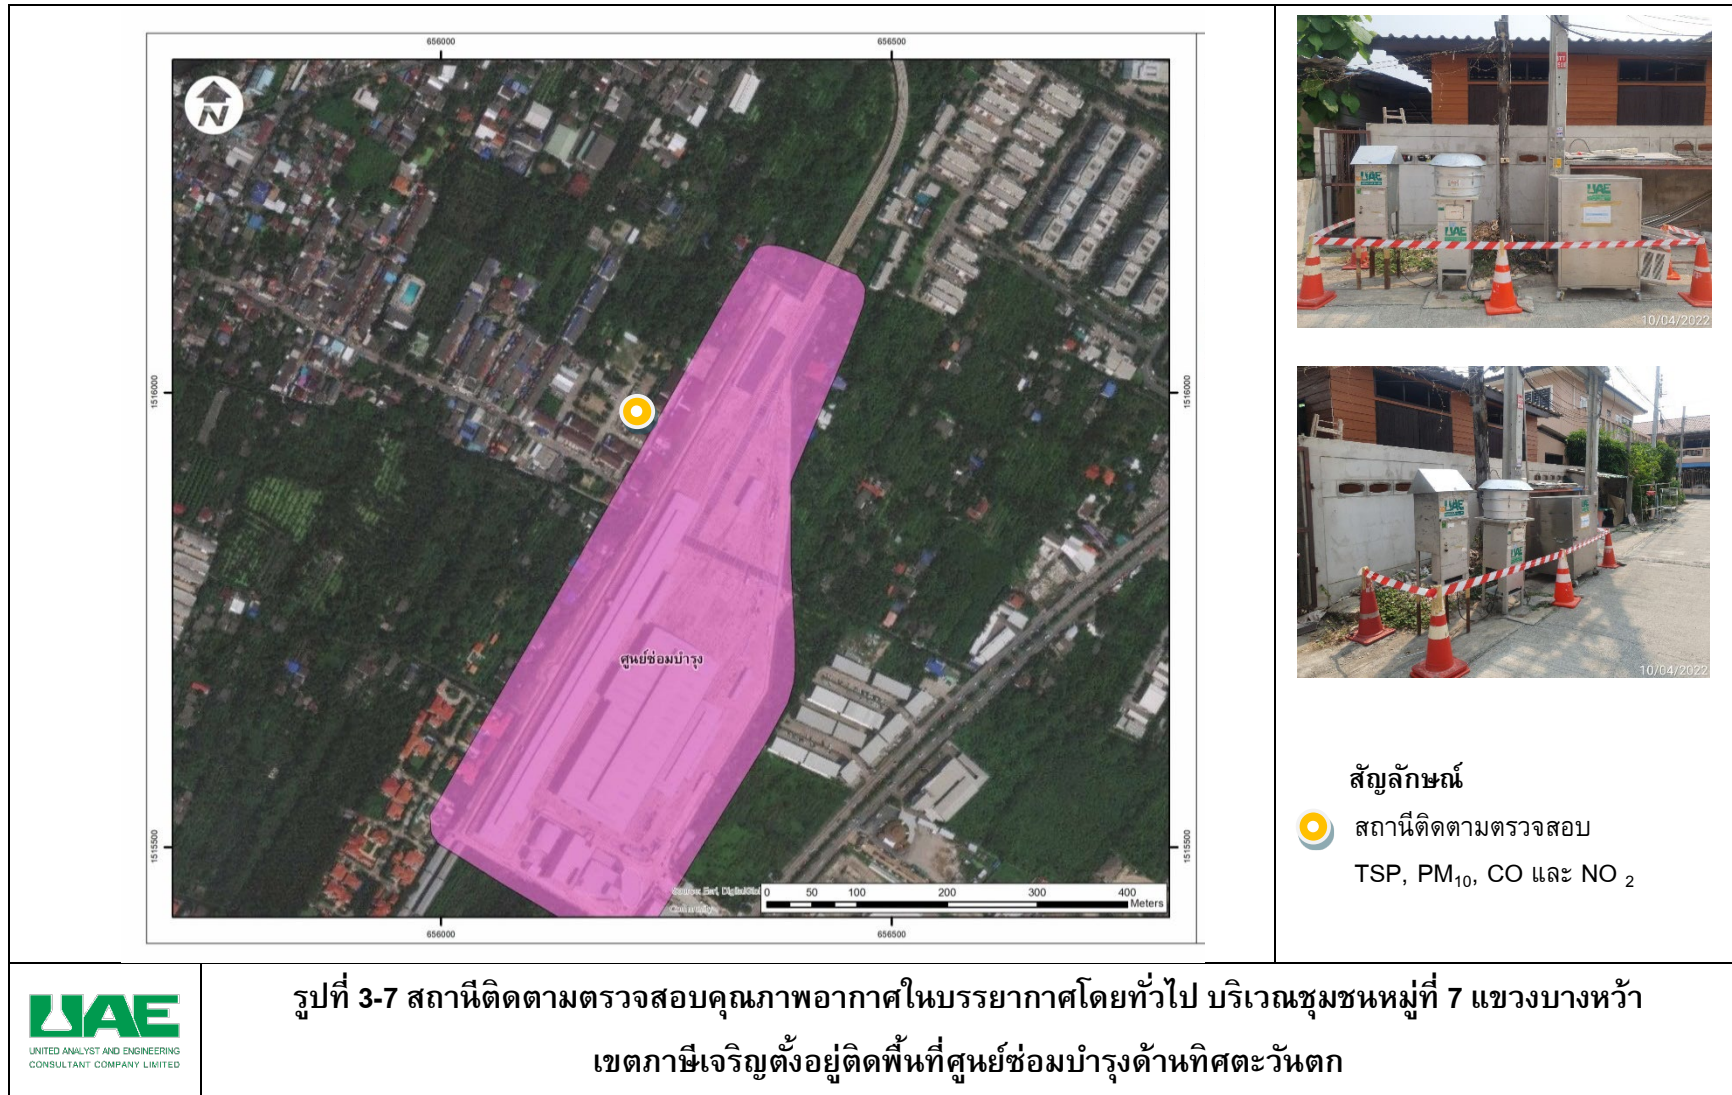 656000
656500
N
1516000
1516000
ศูนย์ซ่อมบำรุง
1515500
1515500
0 50 100 200 300 400
Meters
656000
656500
UAE
UAE
UAE
10/04/2022
UAE
UAE
UAE
10/04/2022
สัญลักษณ์
สถานีติดตามตรวจสอบ
TSP, PM10, CO และ NO 2
UAE
UNITED ANALYST AND ENGINEERING
CONSULTANT COMPANY LIMITED
รูปที่ 3-7 สถานีติดตามตรวจสอบคุณภาพอากาศในบรรยากาศโดยทั่วไป บริเวณชุมชนหมู่ที่ 7 แขวงบางหว้า
เขตภาษีเจริญตั้งอยู่ติดพื้นที่ศูนย์ซ่อมบำรุงด้านทิศตะวันตก